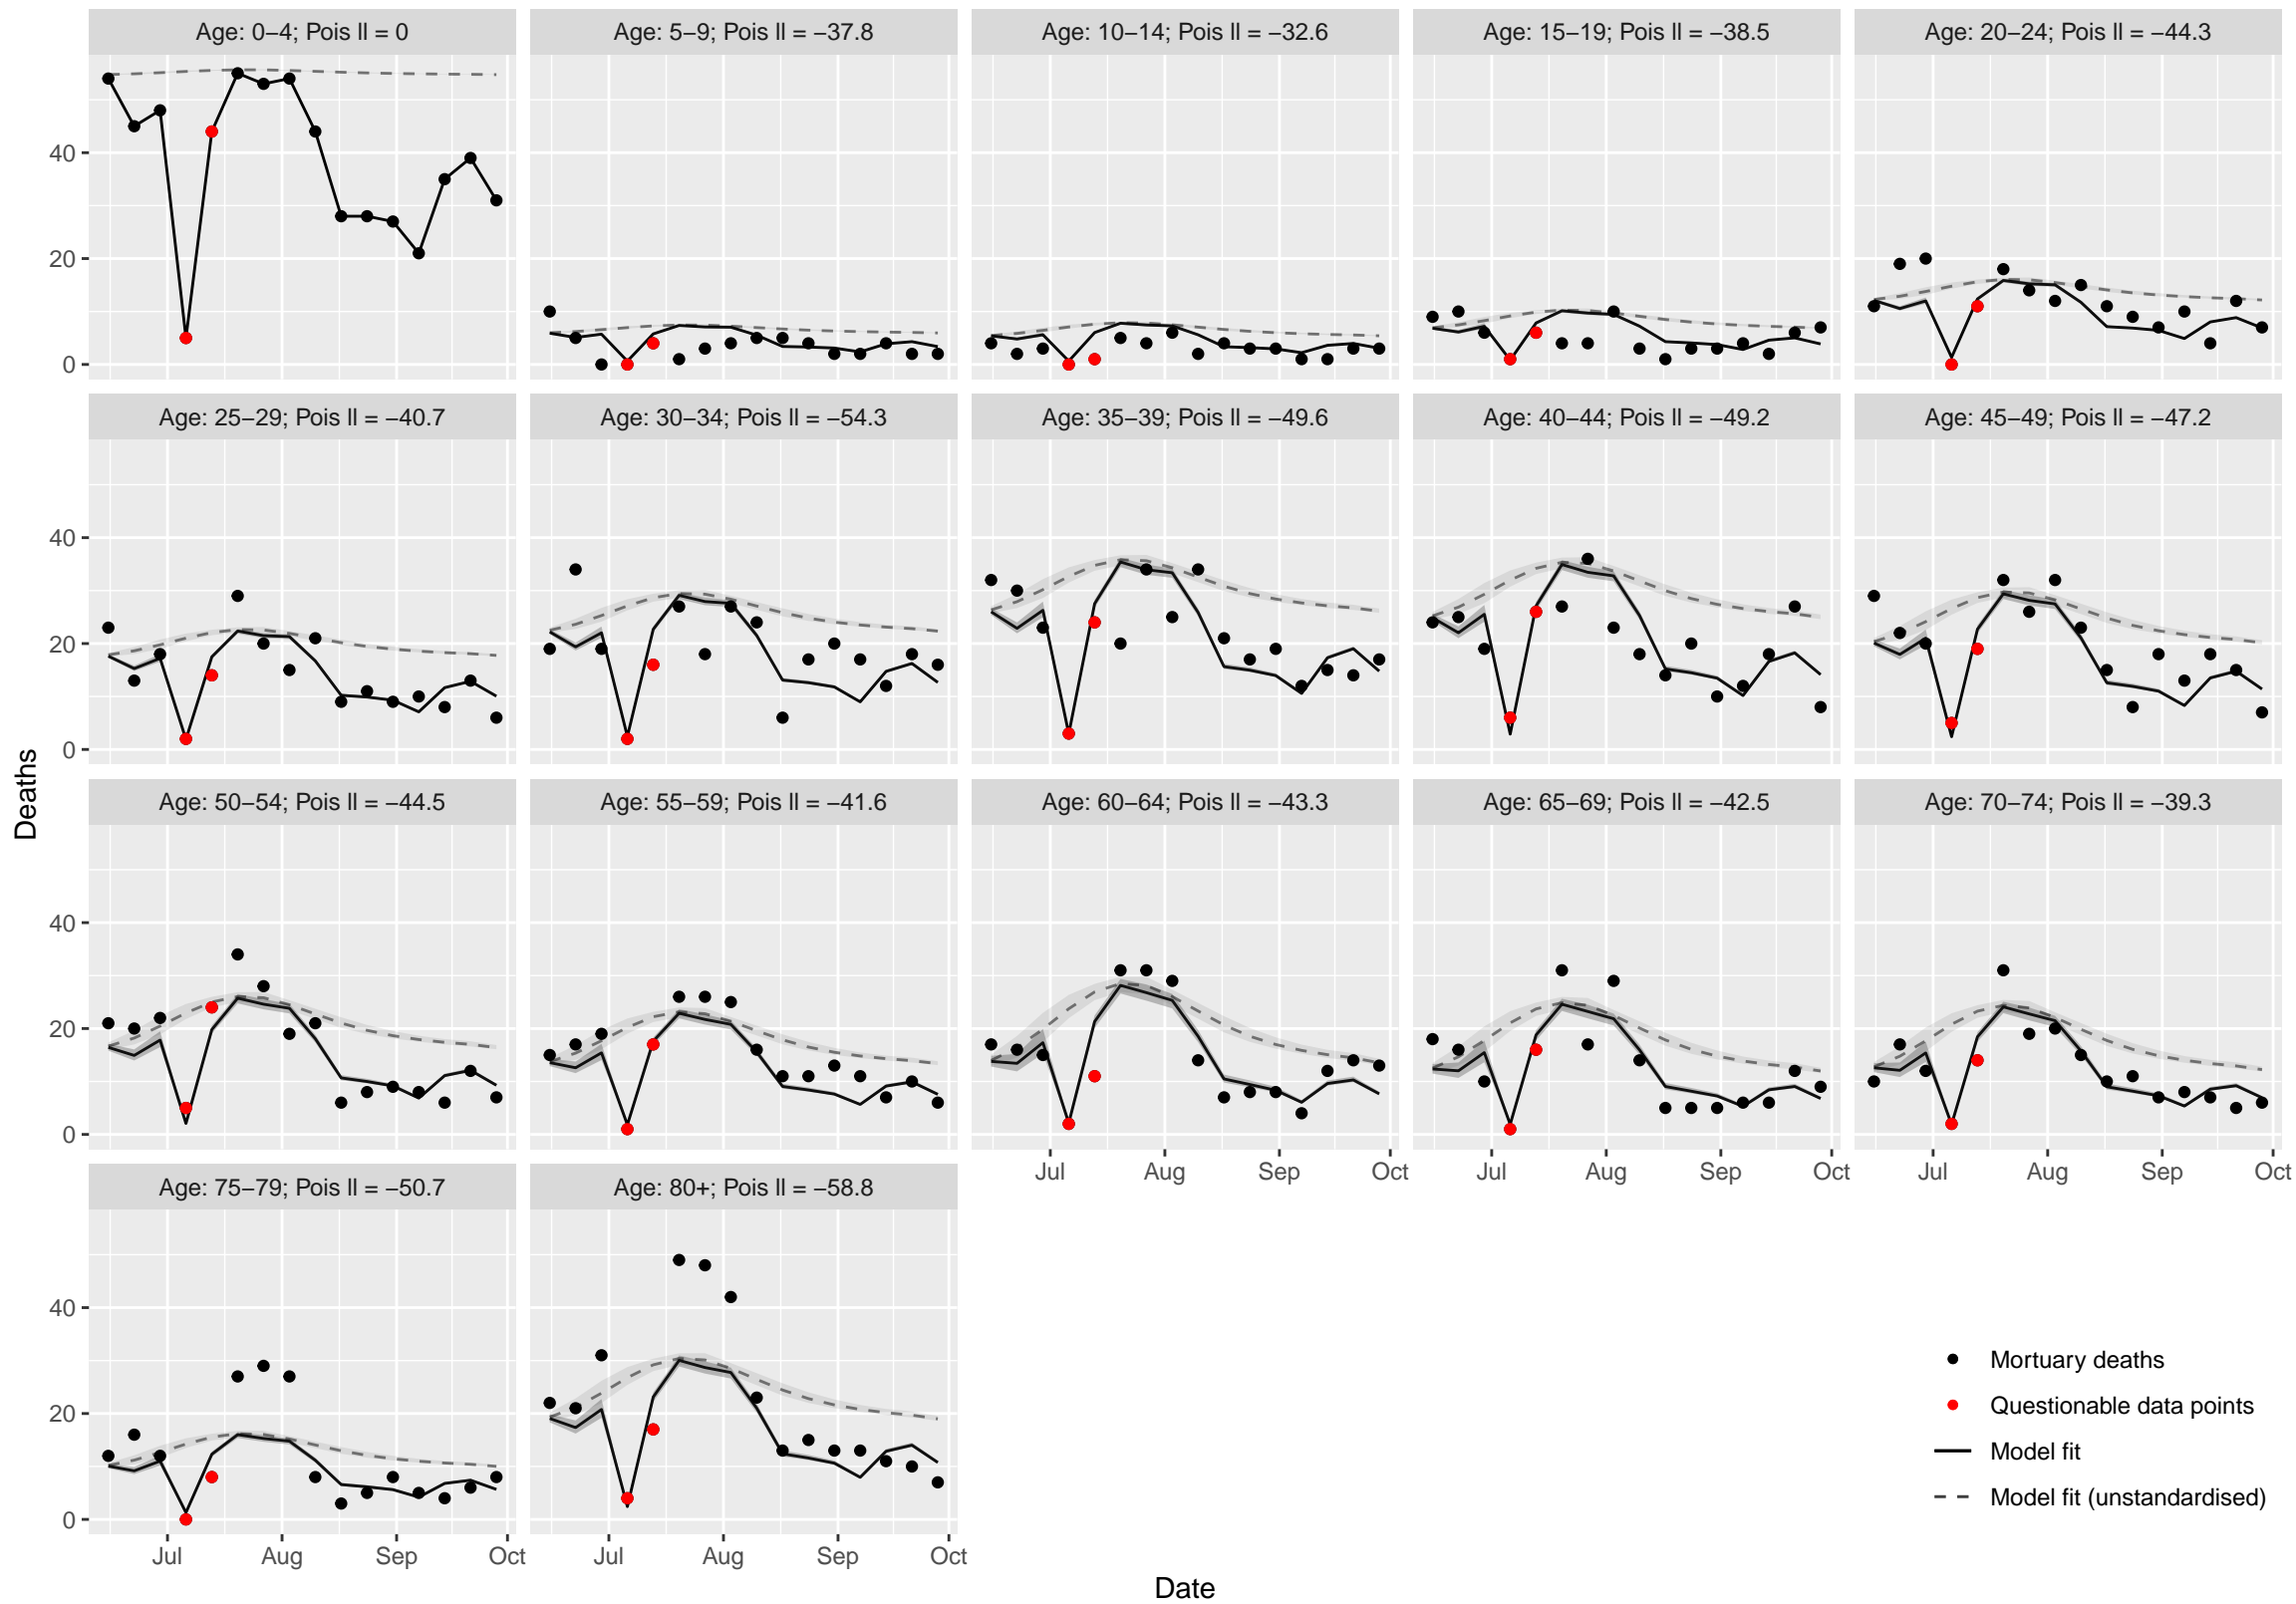 Age: 0−4; Pois ll = 0
Age: 5−9; Pois ll = −37.8
Age: 10−14; Pois ll = −32.6
Age: 15−19; Pois ll = −38.5
Age: 20−24; Pois ll = −44.3
40
20
0
Age: 25−29; Pois ll = −40.7
Age: 30−34; Pois ll = −54.3
Age: 35−39; Pois ll = −49.6
Age: 40−44; Pois ll = −49.2
Age: 45−49; Pois ll = −47.2
40
20
0
Deaths
Age: 50−54; Pois ll = −44.5
Age: 55−59; Pois ll = −41.6
Age: 60−64; Pois ll = −43.3
Age: 65−69; Pois ll = −42.5
Age: 70−74; Pois ll = −39.3
40
20
0
Jul Aug Sep Oct
Jul Aug Sep Oct
Jul Aug Sep Oct
Age: 75−79; Pois ll = −50.7
Age: 80+; Pois ll = −58.8
40
20
0
Jul Aug Sep Oct
Jul Aug Sep Oct
Mortuary deaths
Questionable data points
Model fit
Model fit (unstandardised)
Date